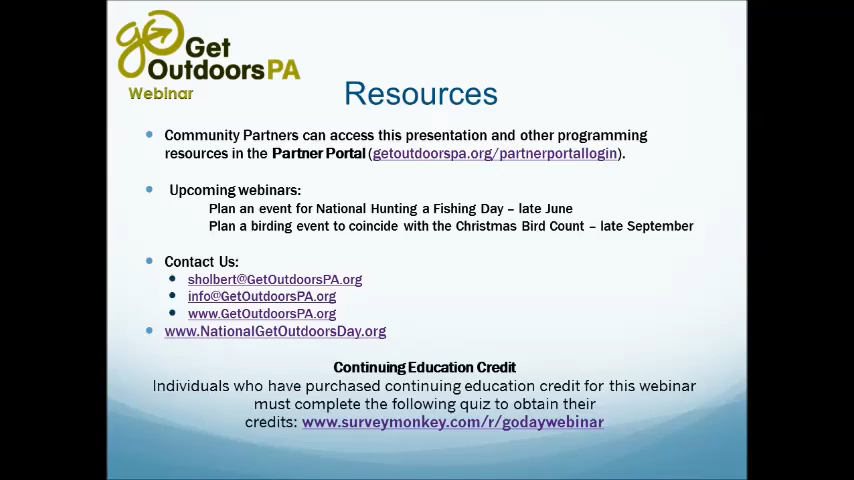 go Get
OutdoorsPA
Webinar
Resources
Community Partners can access this presentation and other programming
resources in the Partner Portal (getoutdoorspa.org/partnerportallogin).
Upcoming webinars:
Plan an event for National Hunting a Fishing Day – late June
Plan a birding event to coincide with the Christmas Bird Count – late September
Contact Us:
sholbert@GetOutdoorsPA.org
info@GetOutdoorsPA.org
www.GetOutdoorsPA.org
www.NationalGetOutdoorsDay.org
Continuing Education Credit
Individuals who have purchased continuing education credit for this webinar
must complete the following quiz to obtain their
credits: www.surveymonkey.com/r/godaywebinar